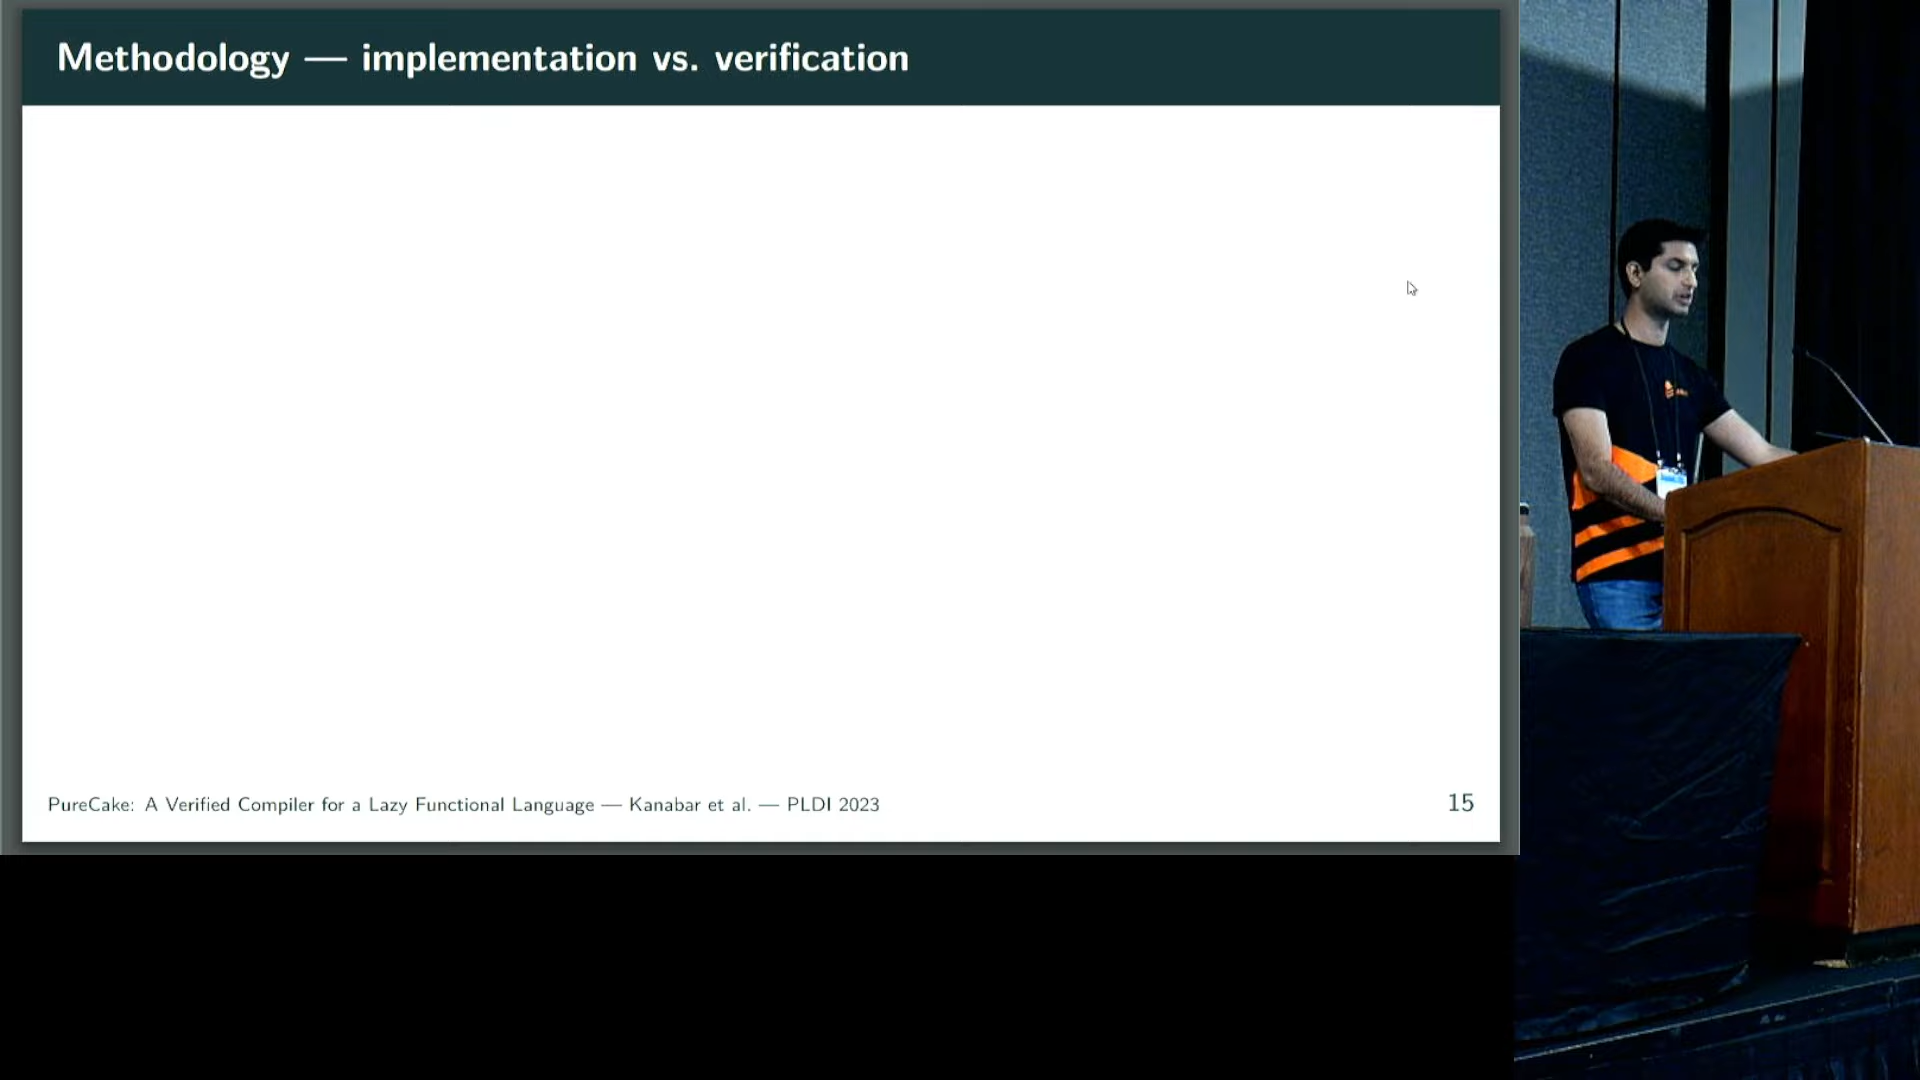 Methodology — implementation vs. verification
PureCake: A Verified Compiler for a Lazy Functional Language — Kanabar et al. — PLDI 2023
15